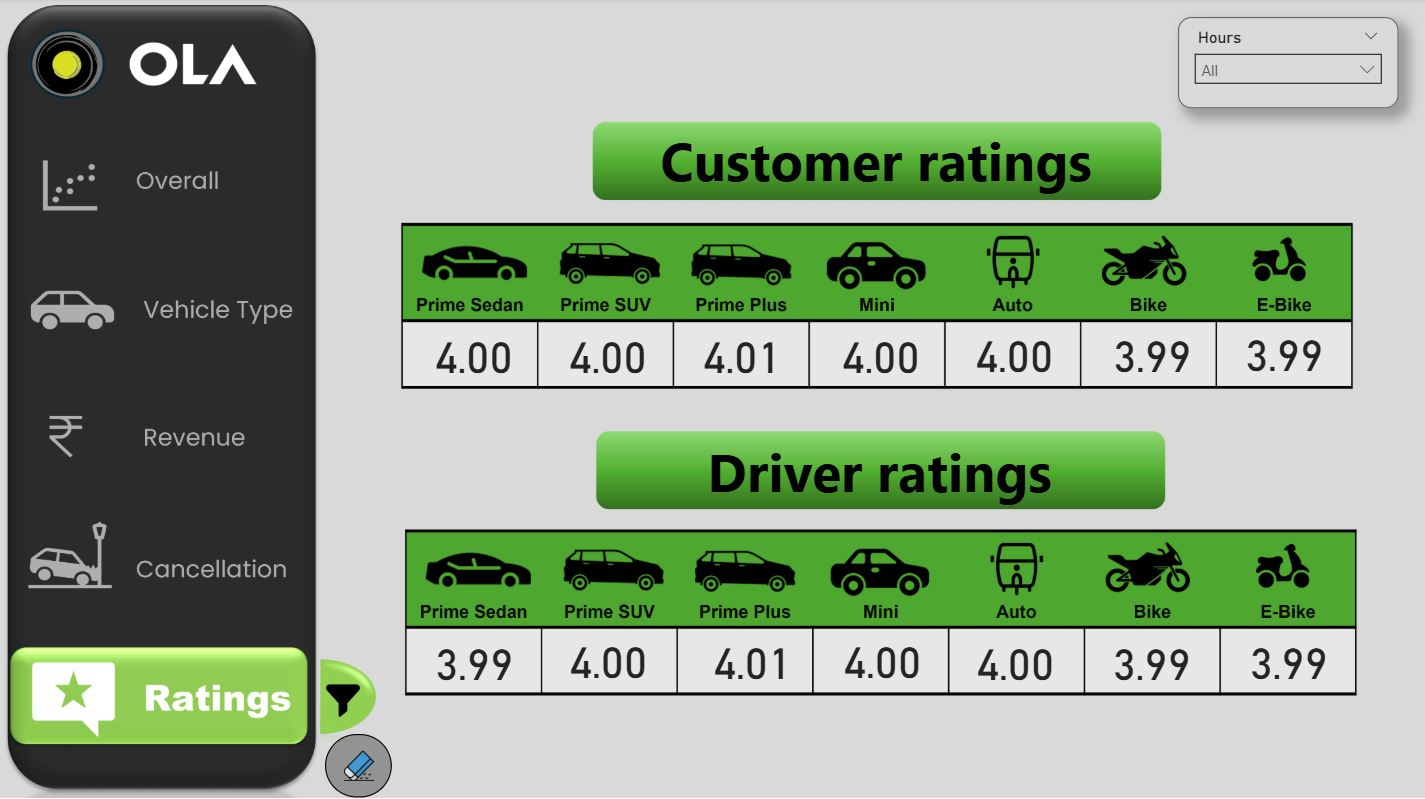 OLA
Overall
Vehicle Type
Revenue
Cancellation
Ratings
Hours
All
Customer ratings
Prime Sedan Prime SUV Prime Plus Mini Auto Bike E-Bike
4.00 4.00 4.01 4.00 4.00 3.99 3.99
Driver ratings
Prime Sedan Prime SUV Prime Plus Mini Auto Bike E-Bike
3.99 4.00 4.01 4.00 4.00 3.99 3.99